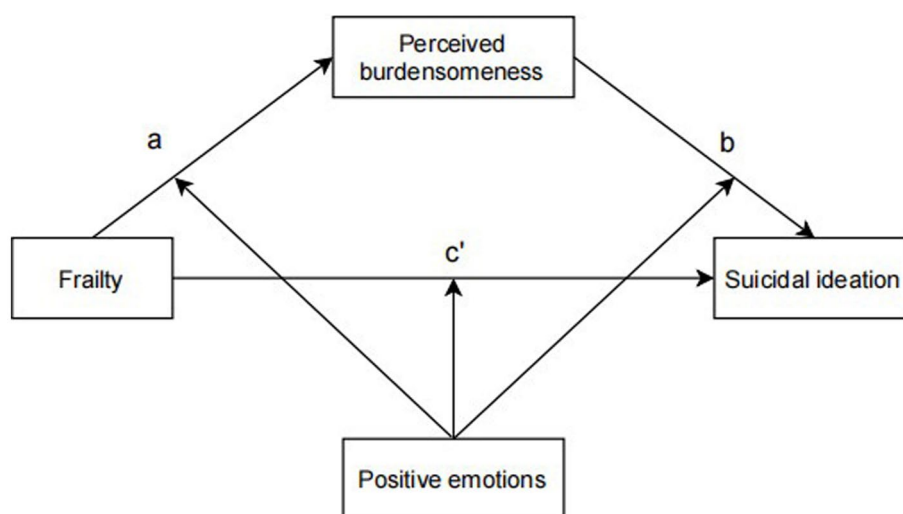 Perceived
burdensomeness
a
b
Frailty
c'
Suicidal ideation
Positive emotions